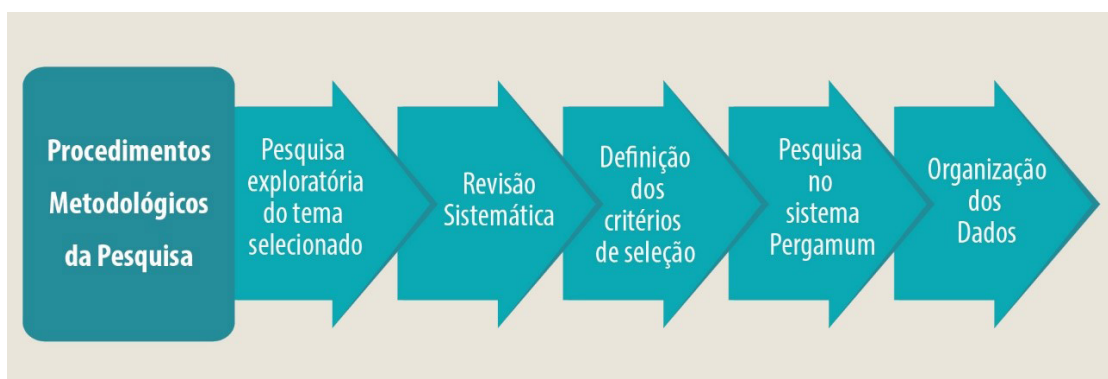 Procedimentos
Metodológicos
da Pesquisa
Pesquisa
exploratória
do tema
selecionado
Revisão
Sistemática
Definição
dos
critérios
de seleção
Pesquisa
no
sistema
Pergamum
Organização
dos
Dados